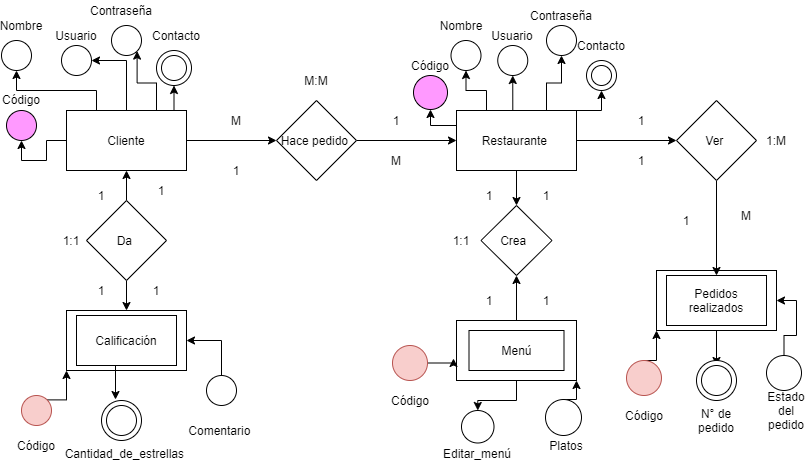 Contraseña
Nombre
Usuario
Contacto
Código
Cliente
M
1
M:M
Hace pedido
1
M
Contraseña
Nombre
Usuario
Contacto
Código
Restaurante
1
1
Ver
1:M
1
M
1
1
1:1
Da
1
1
Calificación
Código
Cantidad_de_estrellas
Comentario
1
1
1:1
Crea
1
1
Menú
Código
Editar_menú
Platos
Pedidos
realizados
Código
N° de
pedido
Estado
del
pedido